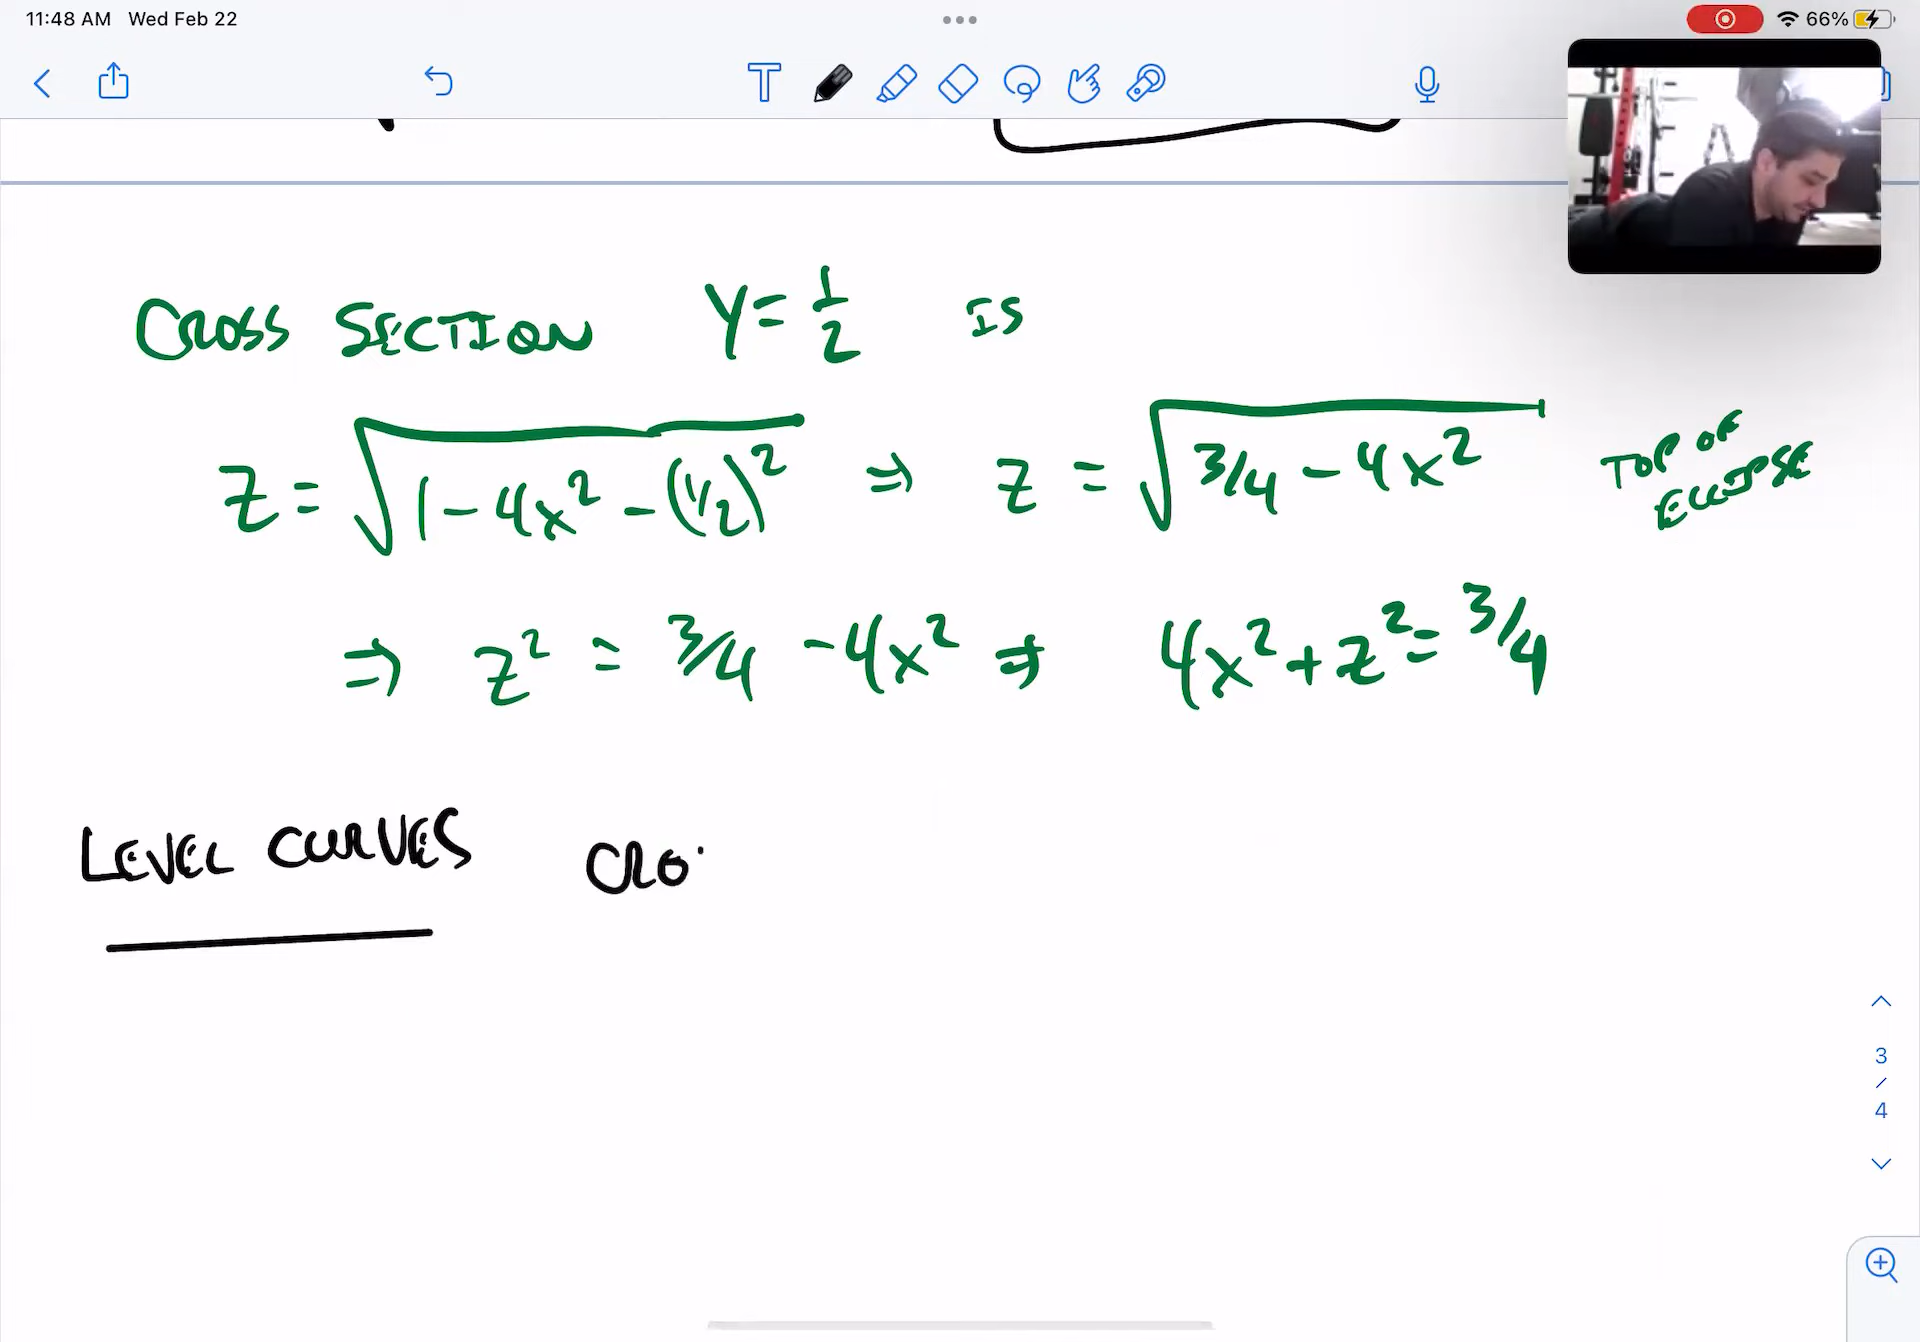 11:48 AM Wed Feb 22
66%
CROSS SECTION Y = 1/2 IS
Z = √(1 - 4x² - (1/2)²) ⇒ Z = √(3/4 - 4x²) TOP OF ELLIPSE
⇒ Z² = 3/4 - 4x² ⇒ 4x² + Z² = 3/4
LEVEL CURVES CRO
3
/
4